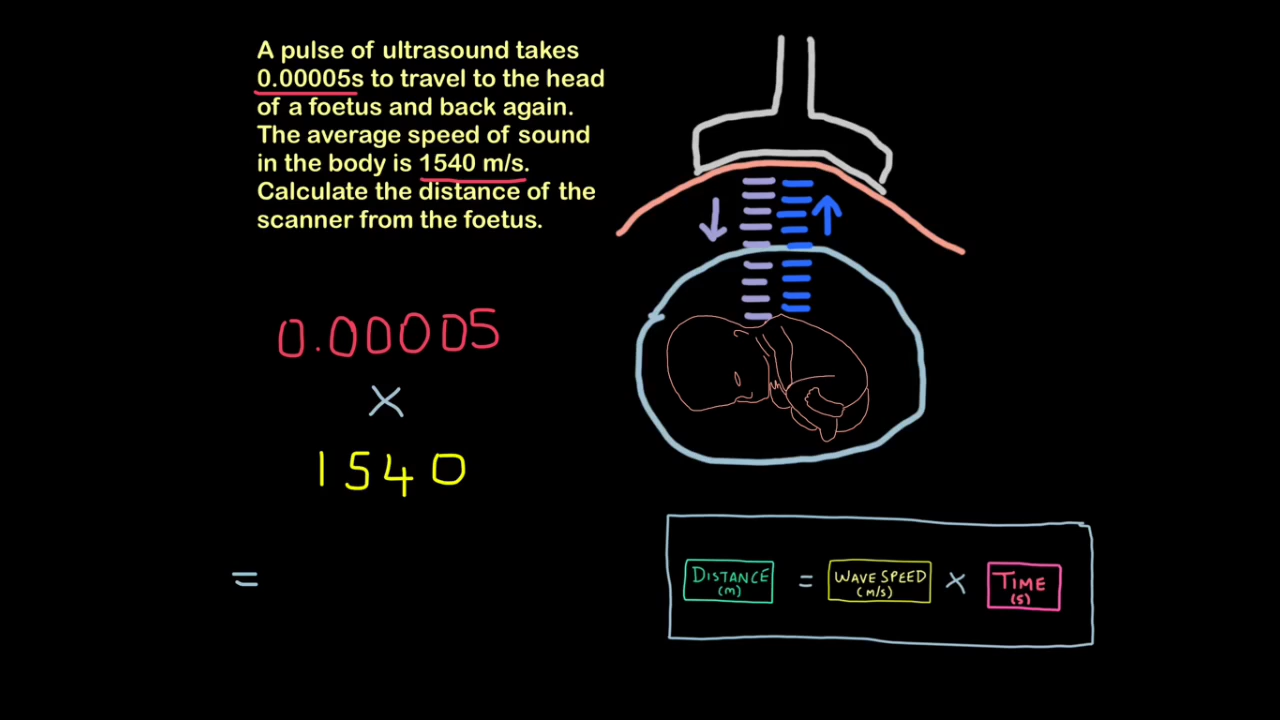 A pulse of ultrasound takes
0.00005s to travel to the head
of a foetus and back again.
The average speed of sound
in the body is 1540 m/s.
Calculate the distance of the
scanner from the foetus.
0.00005
×
1540
=
DISTANCE (m) = WAVE SPEED (m/s) × TIME (s)